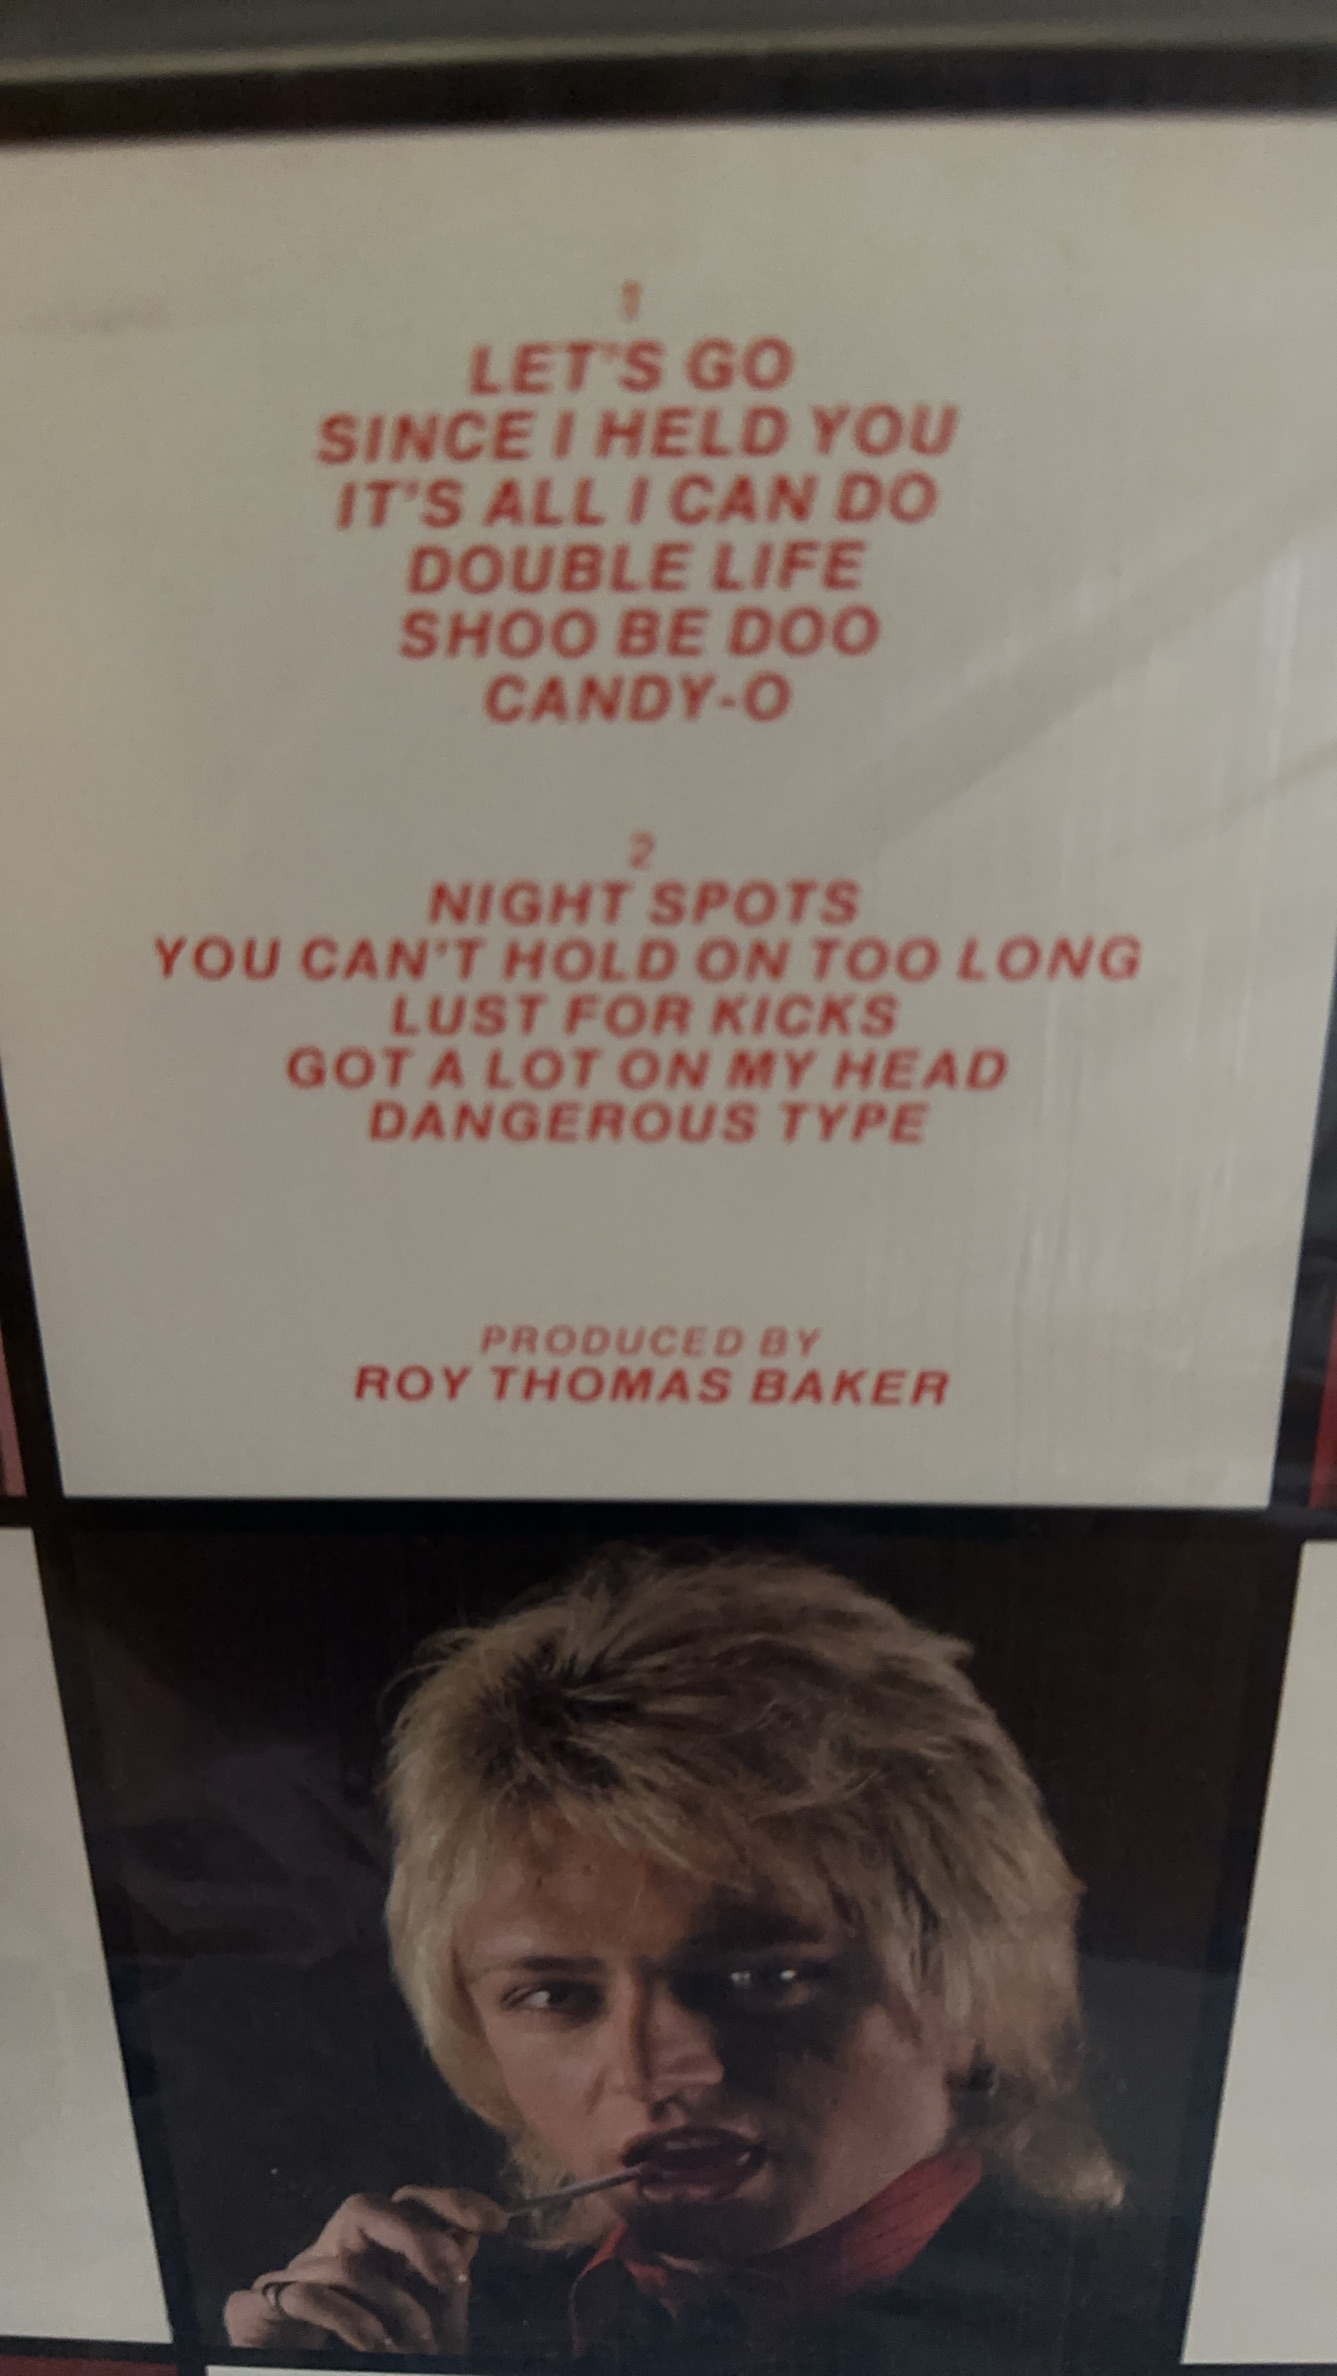 1
LET'S GO
SINCE I HELD YOU
IT'S ALL I CAN DO
DOUBLE LIFE
SHOO BE DOO
CANDY-O
2
NIGHT SPOTS
YOU CAN'T HOLD ON TOO LONG
LUST FOR KICKS
GOT A LOT ON MY HEAD
DANGEROUS TYPE
PRODUCED BY
ROY THOMAS BAKER